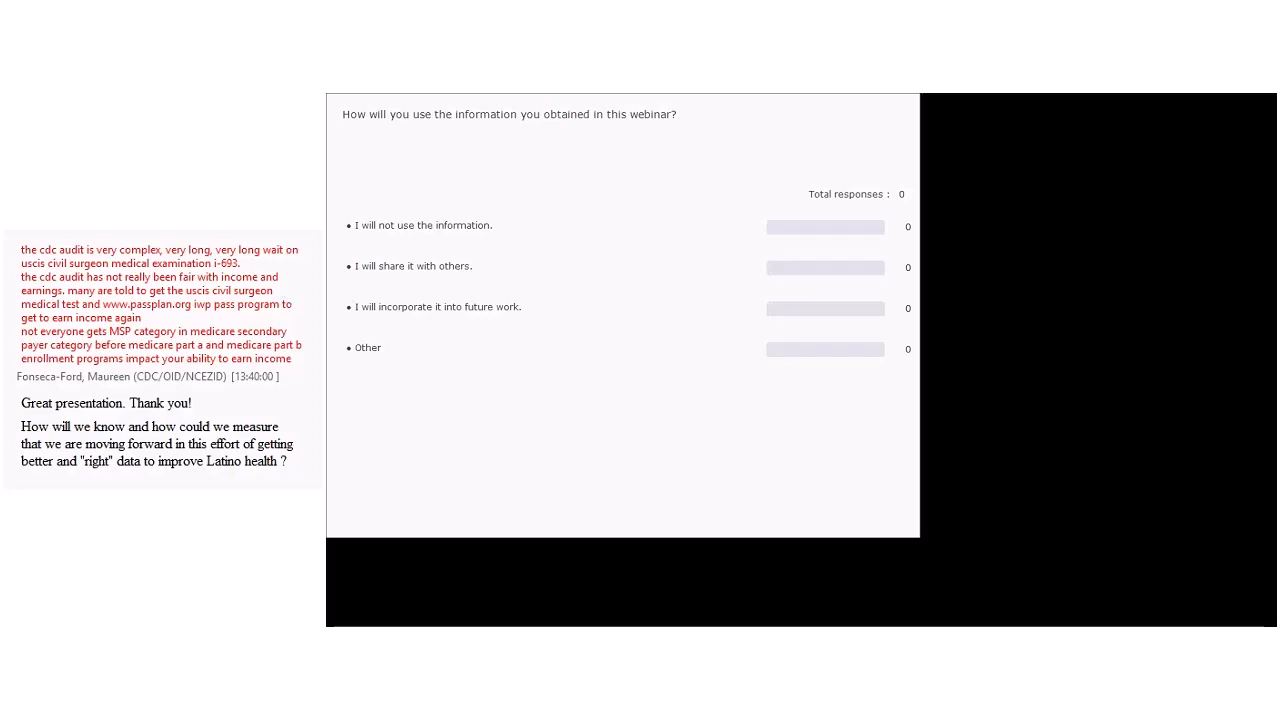 the cdc audit is very complex, very long, very long wait on
uscis civil surgeon medical examination i-693.
the cdc audit has not really been fair with income and
earnings. many are told to get the uscis civil surgeon
medical test and www.passplan.org iwp pass program to
get to earn income again
not everyone gets MSP category in medicare secondary
payer category before medicare part a and medicare part b
enrollment programs impact your ability to earn income
Fonseca-Ford, Maureen (CDC/OID/NCEZID) [13:40:00 ]
Great presentation. Thank you!
How will we know and how could we measure
that we are moving forward in this effort of getting
better and "right" data to improve Latino health ?
How will you use the information you obtained in this webinar?
Total responses : 0
• I will not use the information. 0
• I will share it with others. 0
• I will incorporate it into future work. 0
• Other 0